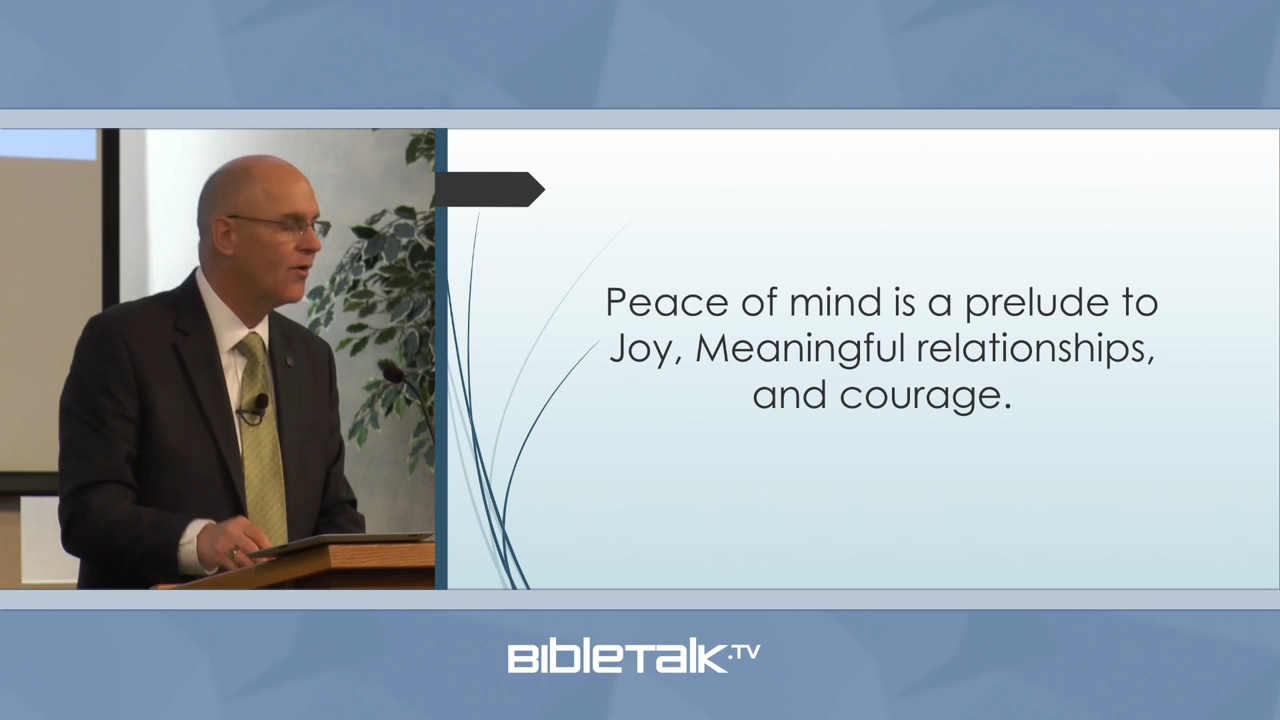 Peace of mind is a prelude to
Joy, Meaningful relationships,
and courage.
BibleTalk.TV